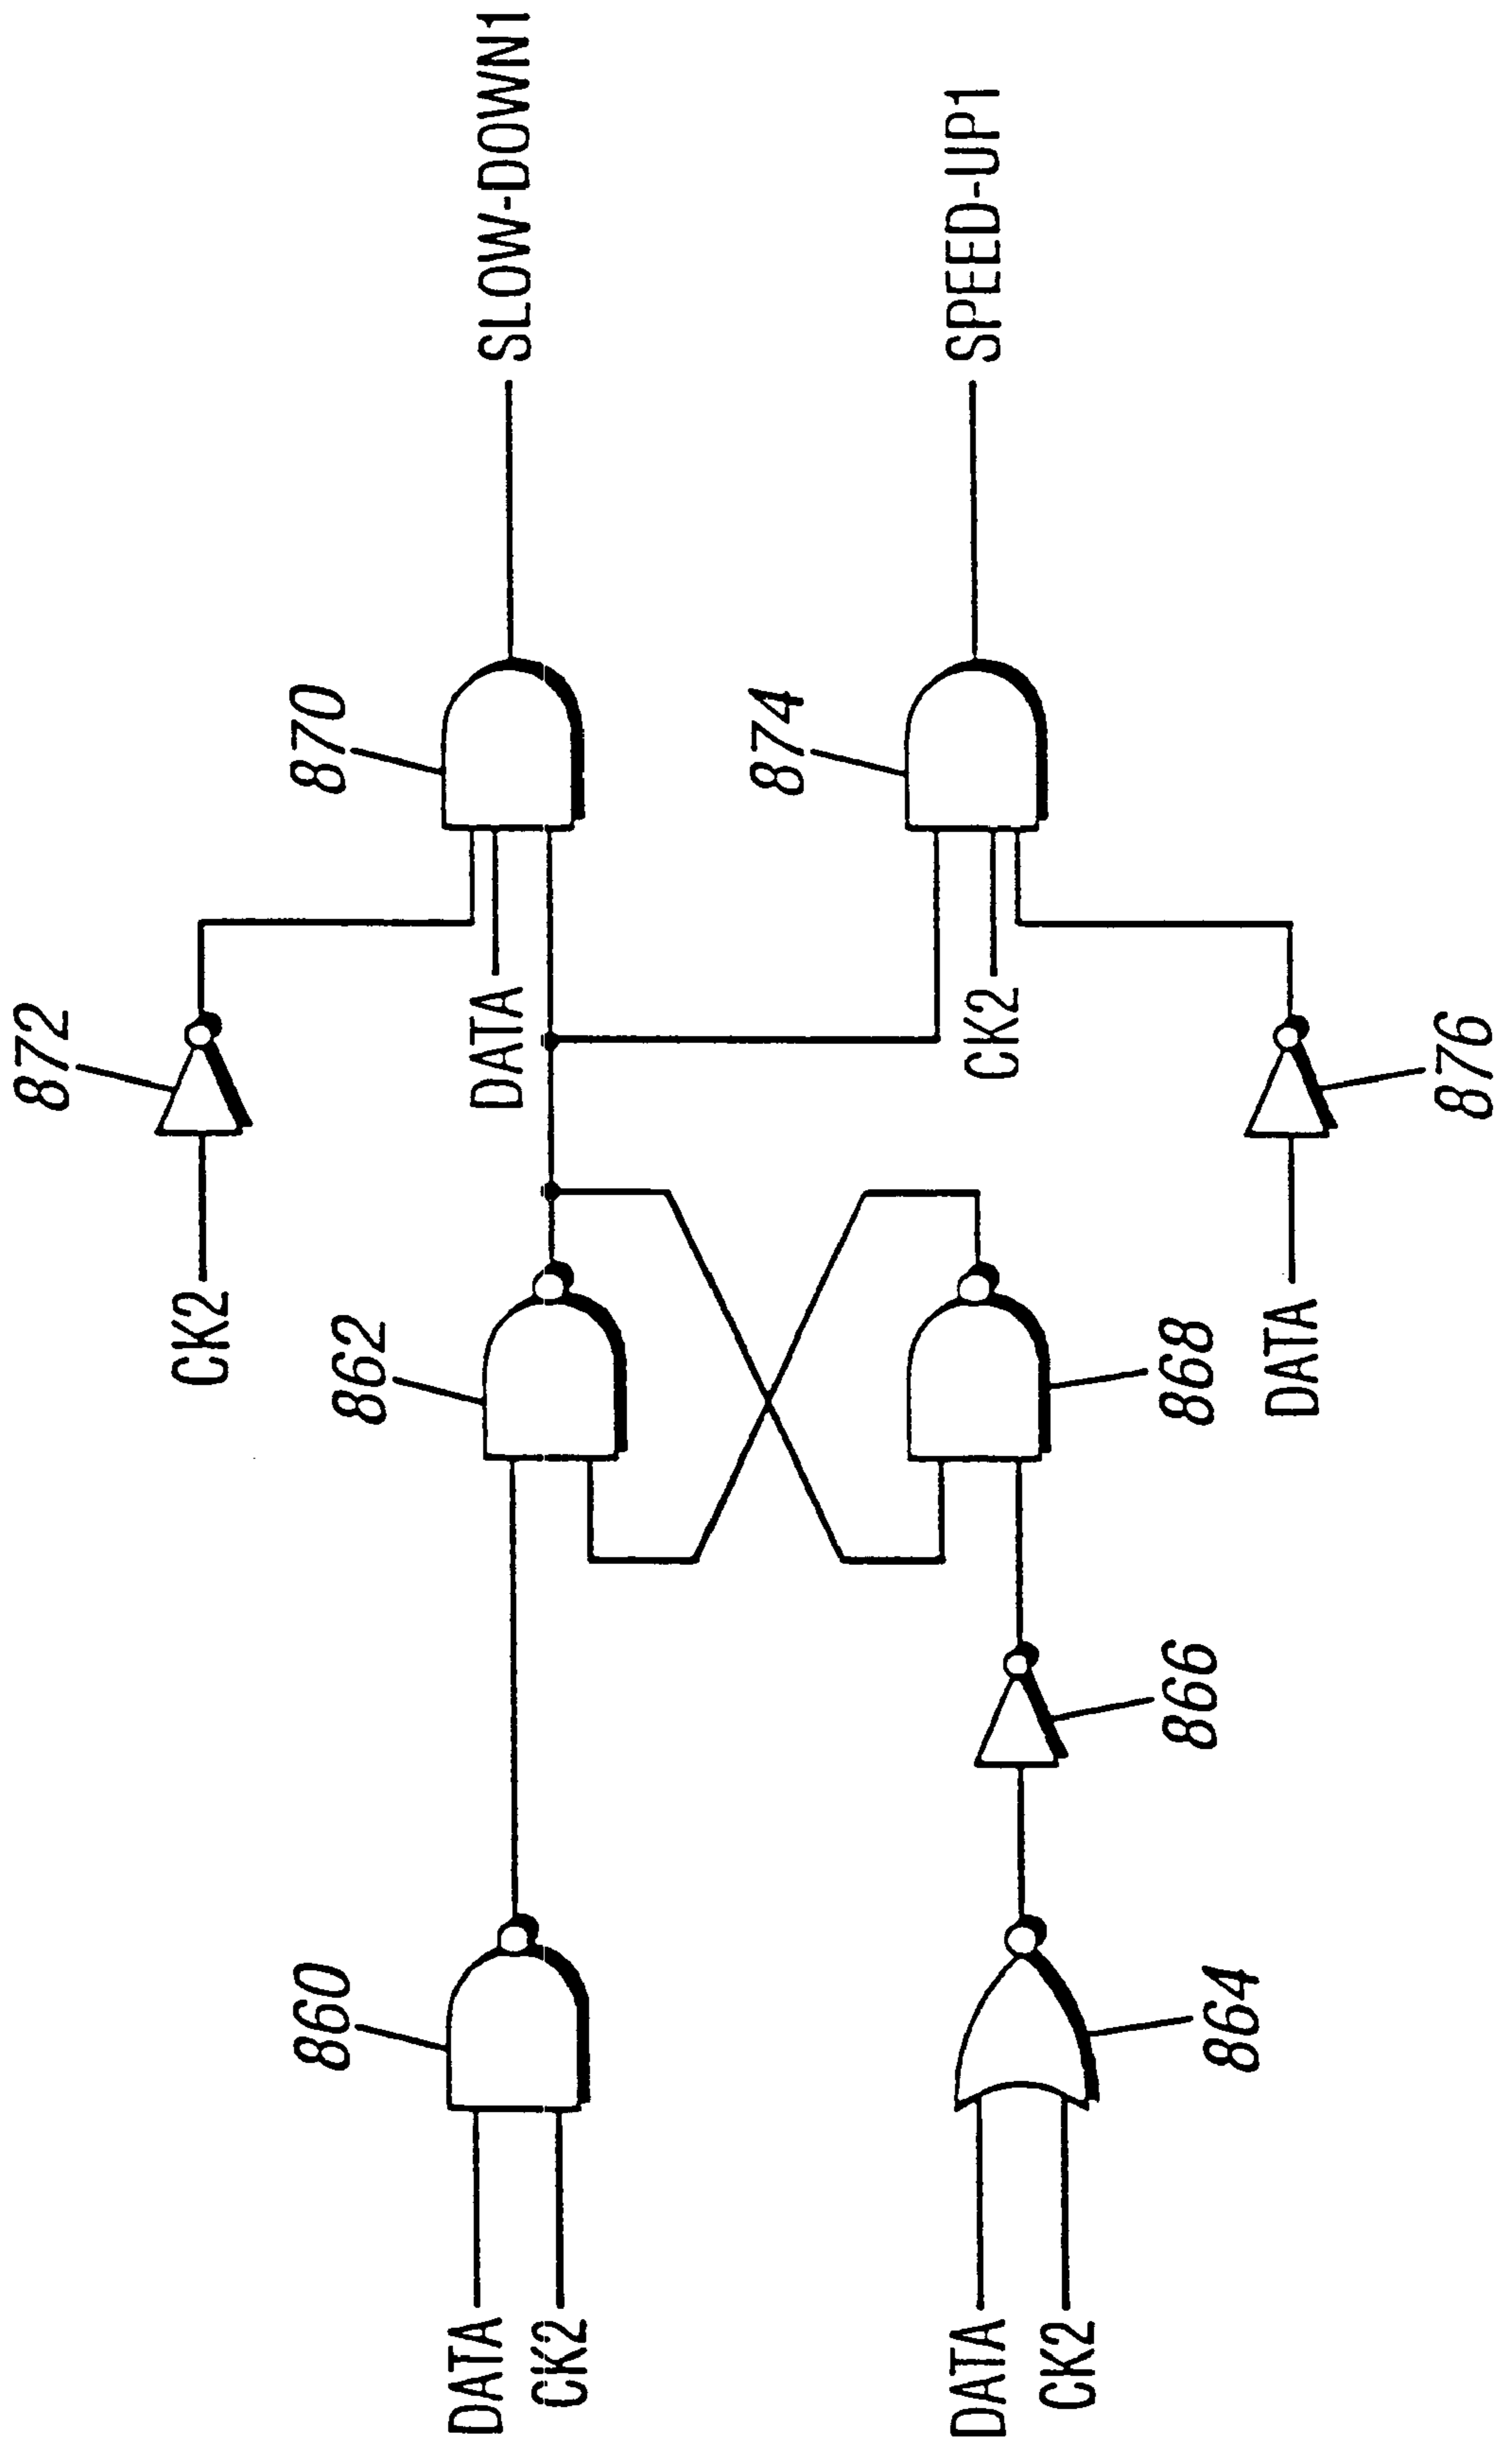 872
CK2
870
SLOW-DOWN1
DATA
862
860
DATA
CK2
874
SPEED-UP1
CK2
868
866
864
DATA
CK2
876
DATA